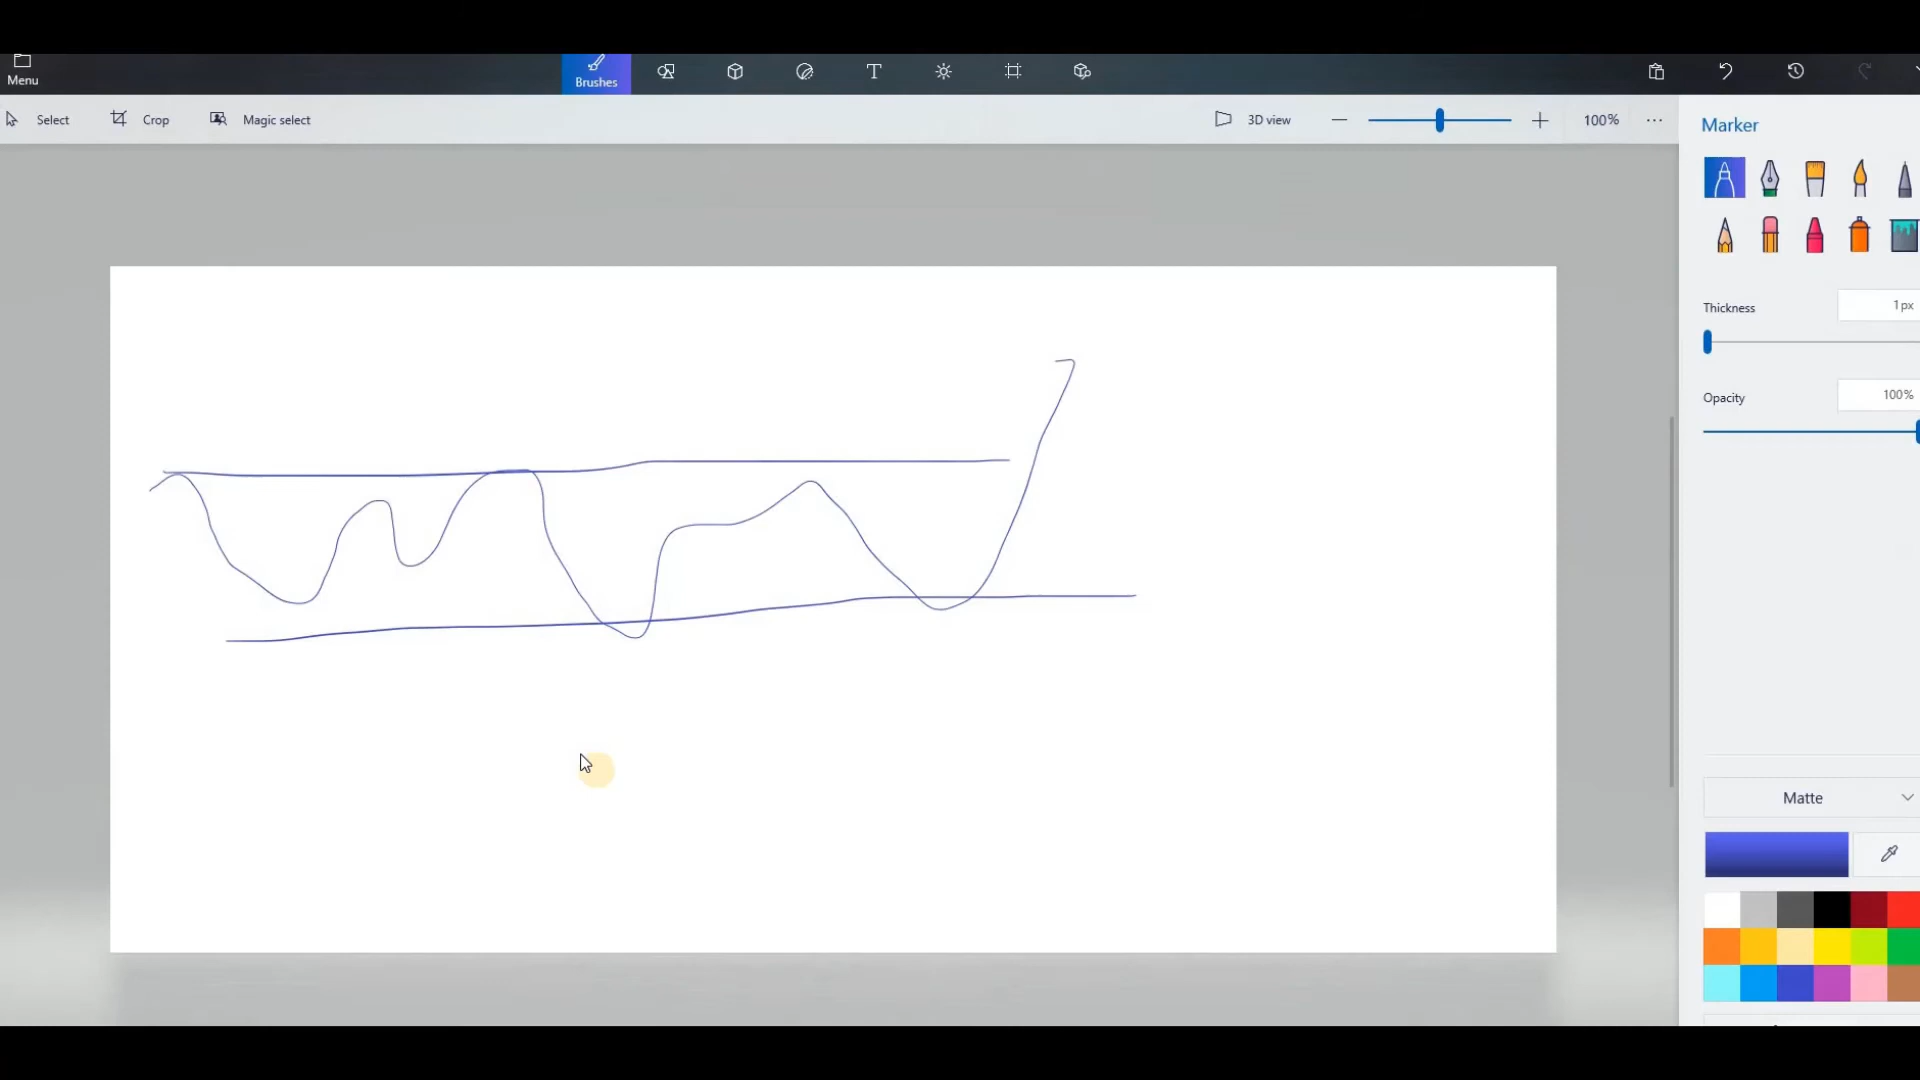 Menu
Brushes
T
Select
Crop
Magic select
3D view
100%
Marker
Thickness
1px
Opacity
100%
Matte